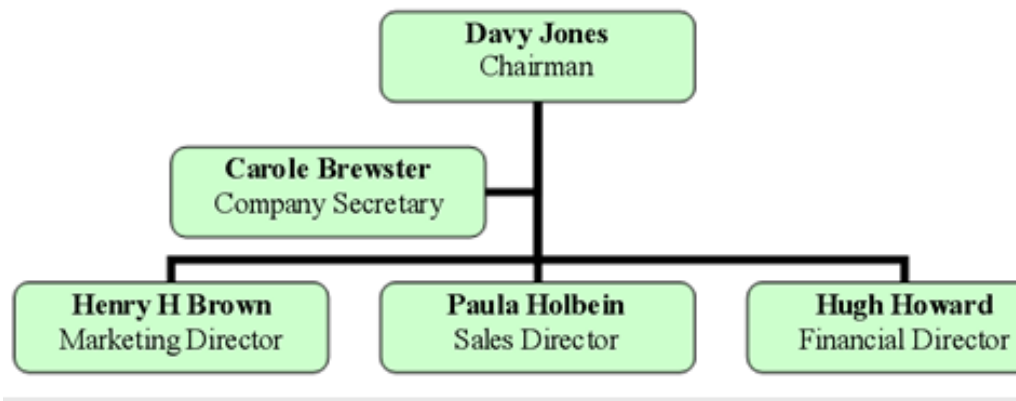 Davy Jones
Chairman
Carole Brewster
Company Secretary
Henry H Brown
Marketing Director
Paula Holbein
Sales Director
Hugh Howard
Financial Director